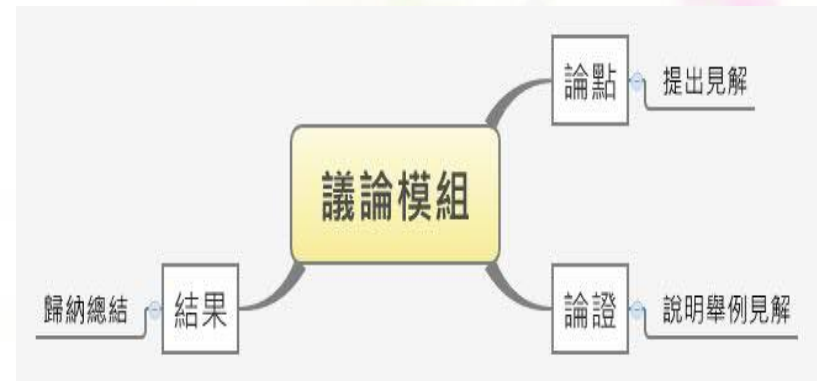 議論模組
論點
提出見解
論證
說明舉例見解
結果
歸納總結